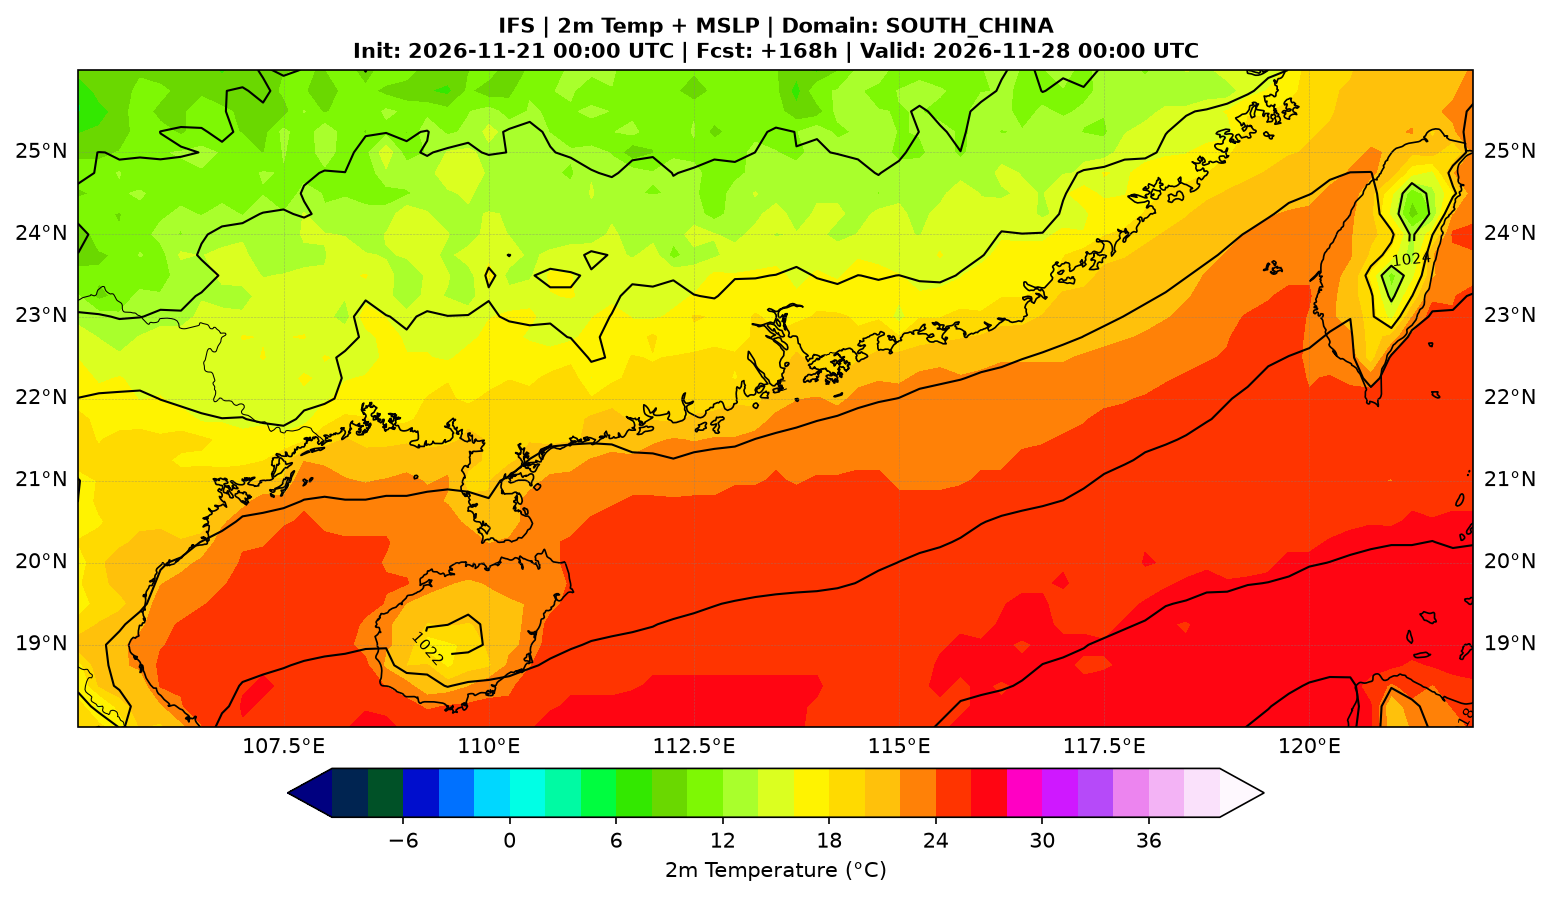 IFS | 2m Temp + MSLP | Domain: SOUTH_CHINA
Init: 2026-11-21 00:00 UTC | Fcst: +168h | Valid: 2026-11-28 00:00 UTC
25°N 25°N
24°N 24°N
1024
23°N 23°N
22°N 22°N
21°N 21°N
20°N 20°N
19°N 19°N
1022
107.5°E 110°E 112.5°E 115°E 117.5°E 120°E
−6 0 6 12 18 24 30 36
2m Temperature (°C)